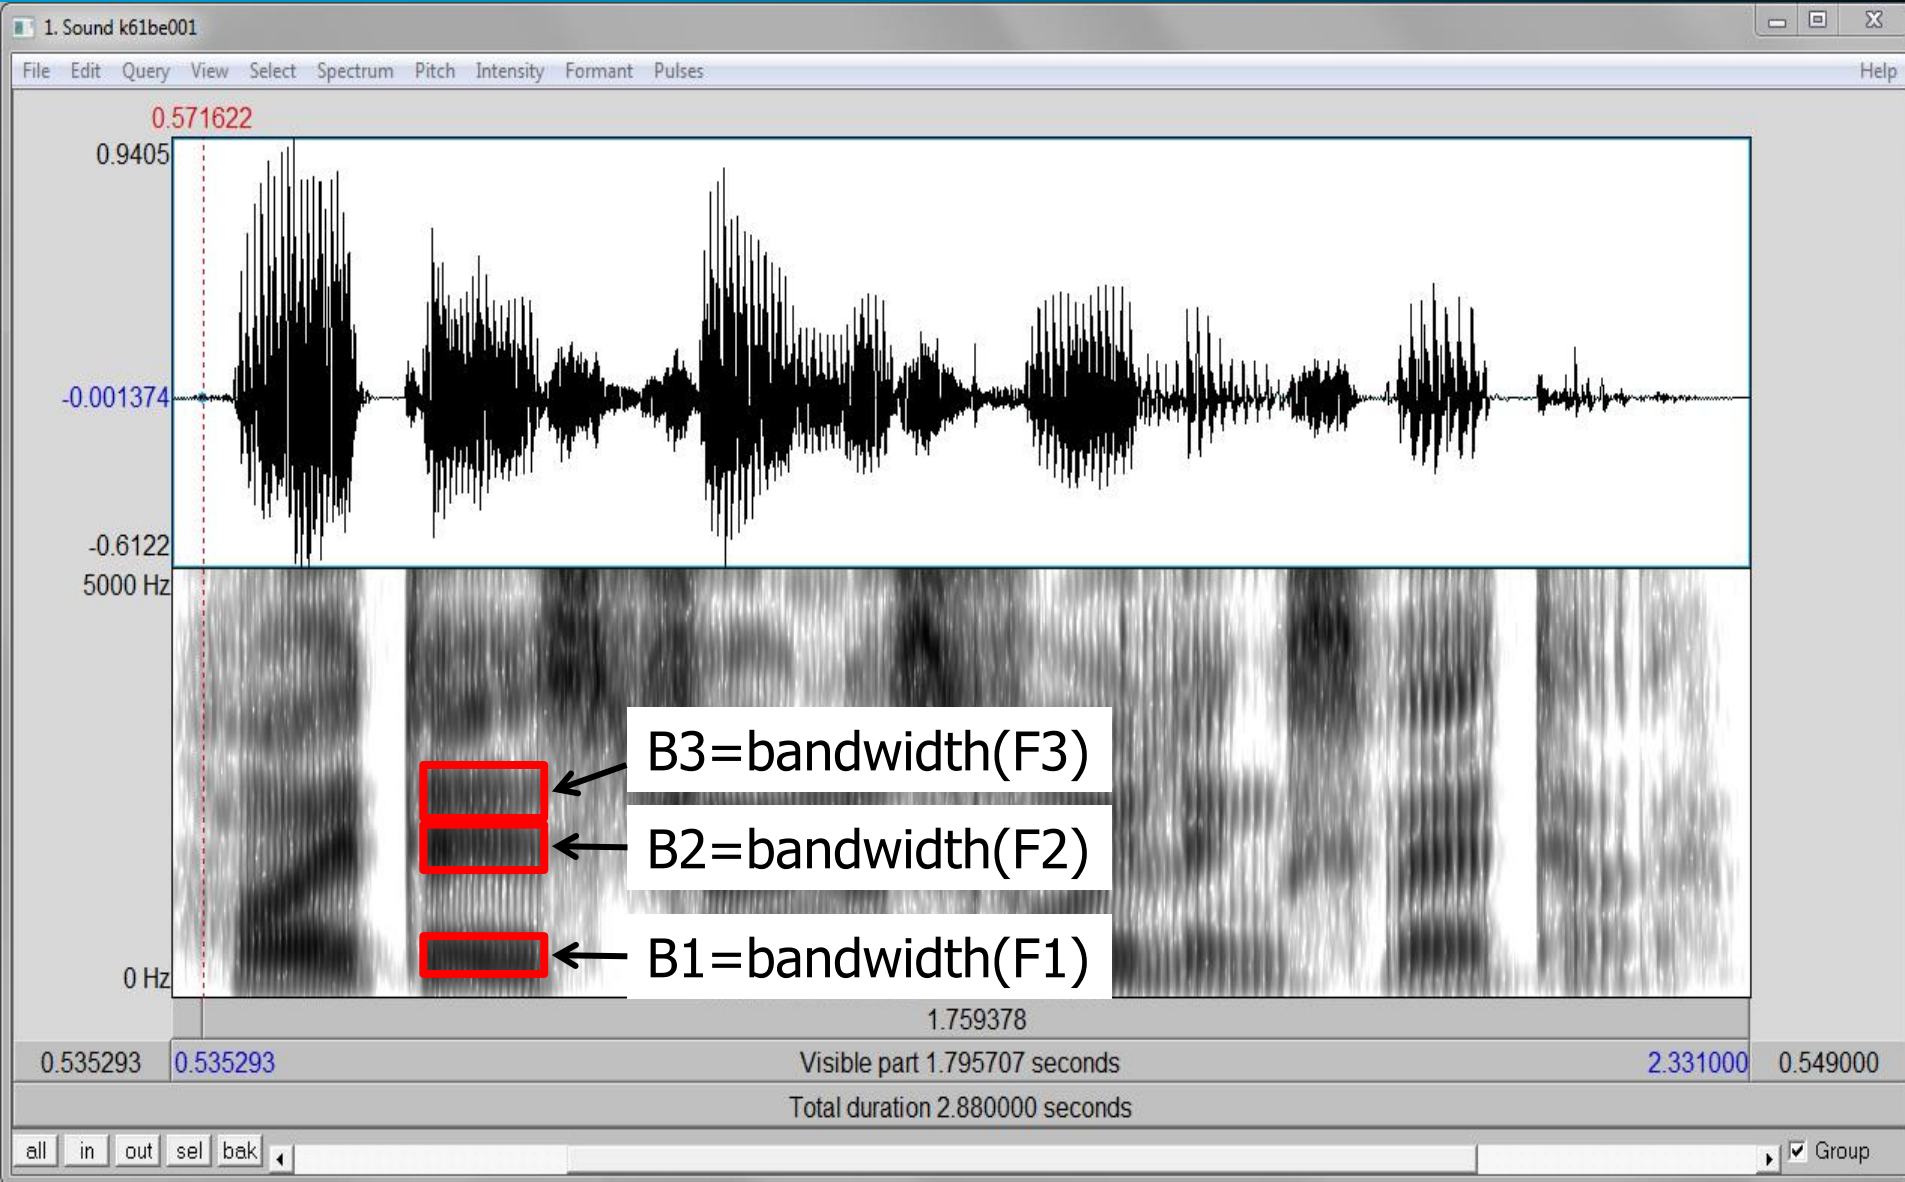 1. Sound k61be001
File Edit Query View Select Spectrum Pitch Intensity Formant Pulses Help
0.571622
0.9405
-0.001374
-0.6122
5000 Hz
B3=bandwidth(F3)
B2=bandwidth(F2)
B1=bandwidth(F1)
0 Hz
1.759378
0.535293 0.535293 Visible part 1.795707 seconds 2.331000 0.549000
Total duration 2.880000 seconds
all in out sel bak Group